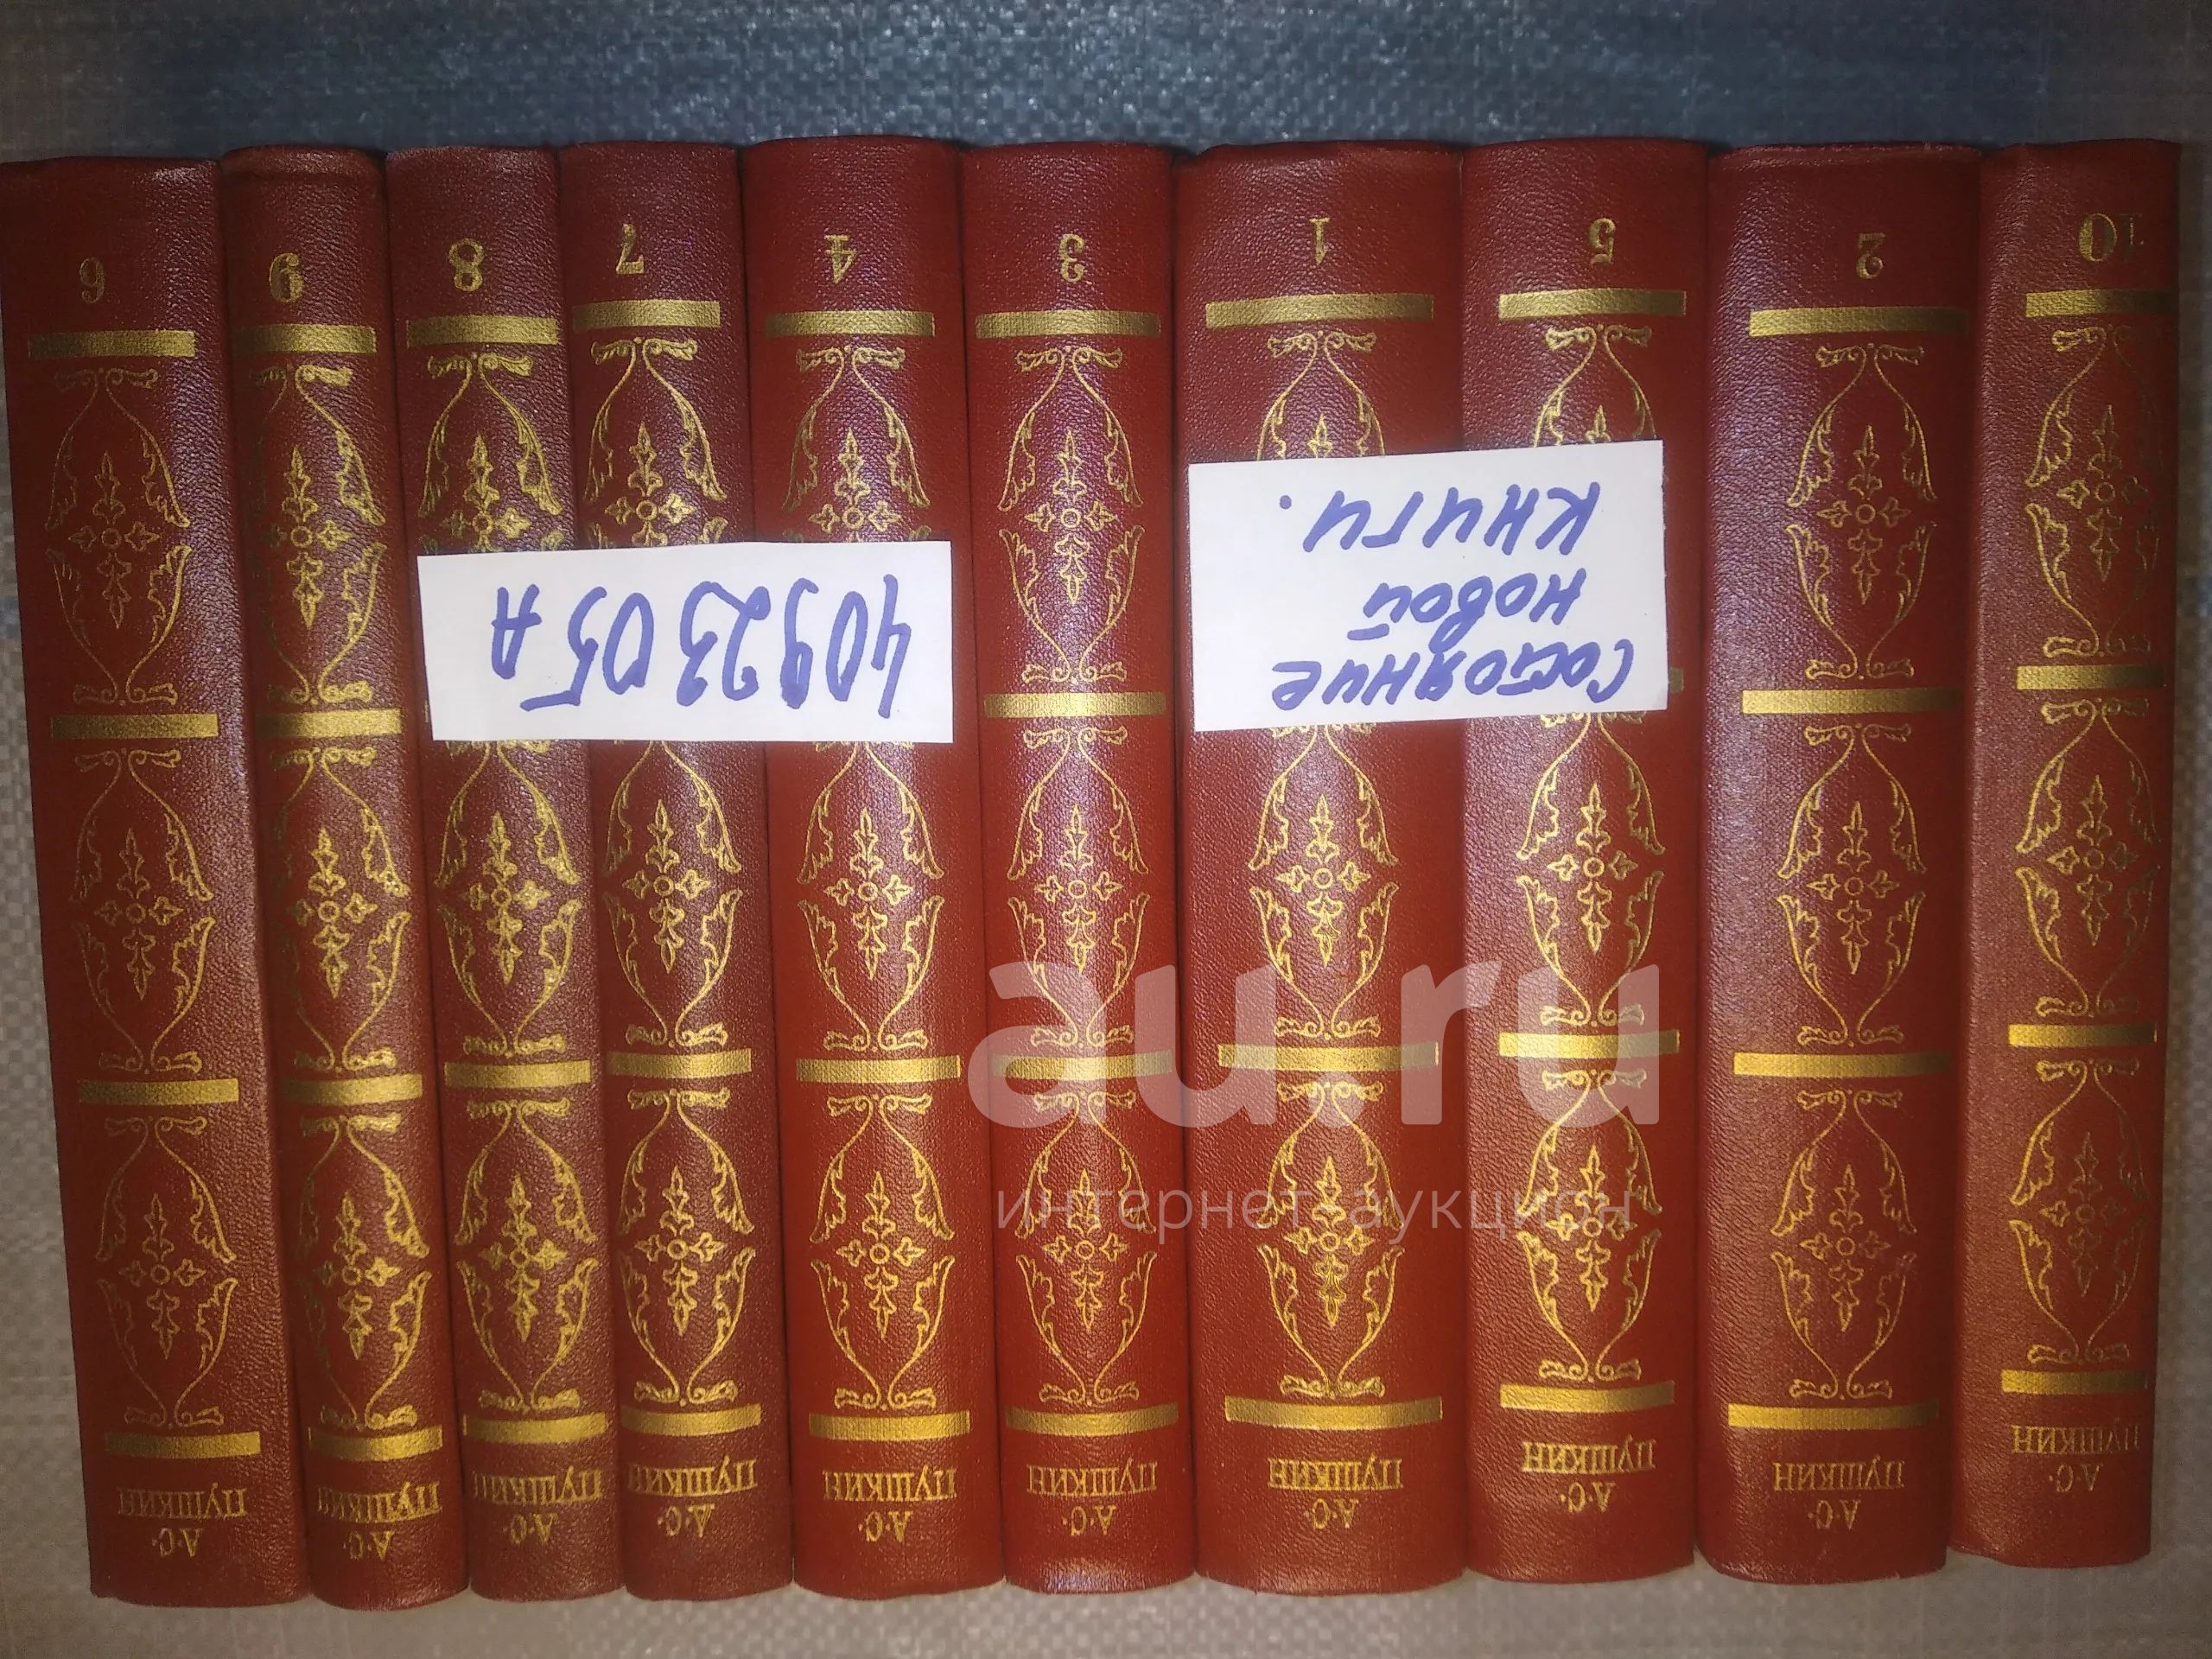 А·С·
ПУШКИН
10
А·С·
ПУШКИН
2
А·С·
ПУШКИН
5
А·С·
ПУШКИН
1
А·С·
ПУШКИН
3
А·С·
ПУШКИН
4
А·С·
ПУШКИН
7
А·С·
ПУШКИН
8
А·С·
ПУШКИН
6
А·С·
ПУШКИН
9
Состояние
новой
книги.
4092305А
au.ru
интернет-аукцион